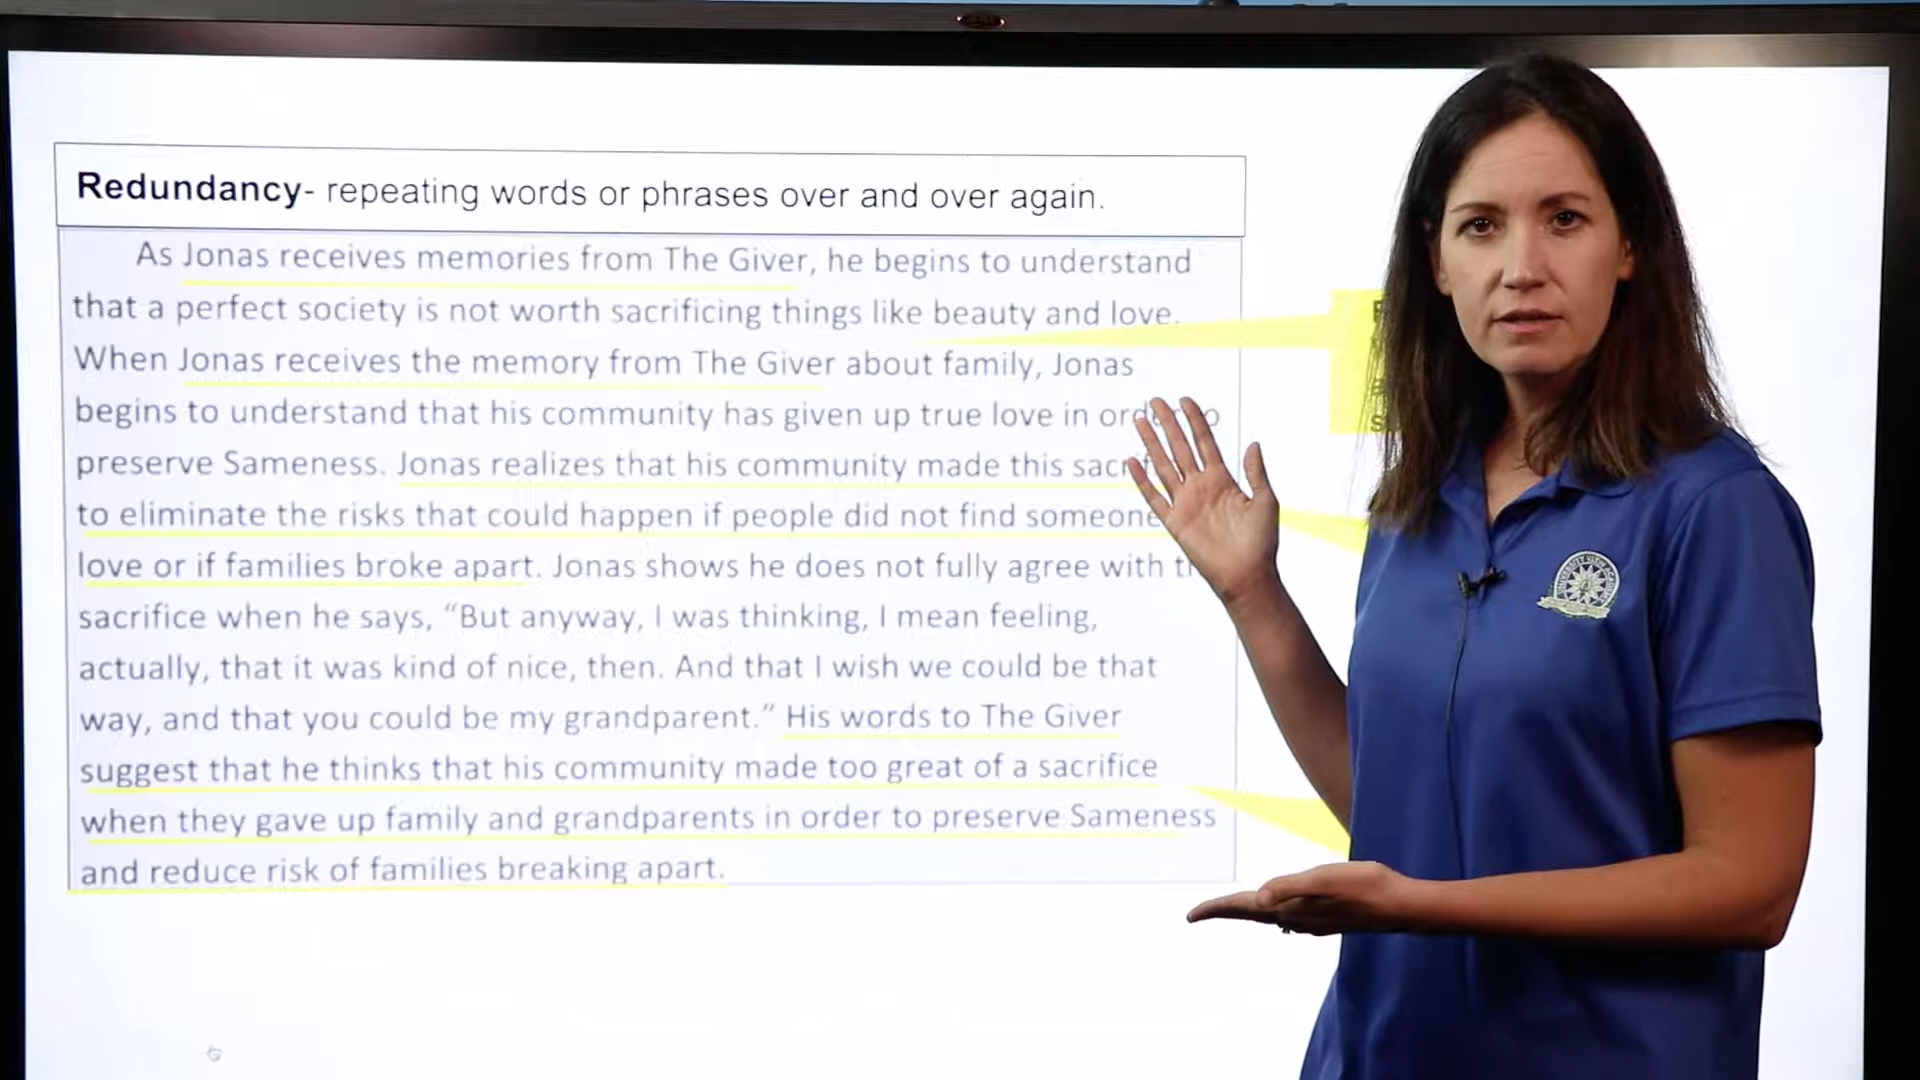 Redundancy- repeating words or phrases over and over again.
As Jonas receives memories from The Giver, he begins to understand
that a perfect society is not worth sacrificing things like beauty and love.
When Jonas receives the memory from The Giver about family, Jonas
begins to understand that his community has given up true love in
preserve Sameness. Jonas realizes that his community made this
to eliminate the risks that could happen if people did not find someone
love or if families broke apart. Jonas shows he does not fully agree with
sacrifice when he says, “But anyway, I was thinking, I mean feeling,
actually, that it was kind of nice, then. And that I wish we could be that
way, and that you could be my grandparent.” His words to The Giver
suggest that he thinks that his community made too great of a sacrifice
when they gave up family and grandparents in order to preserve Sameness
and reduce risk of families breaking apart.